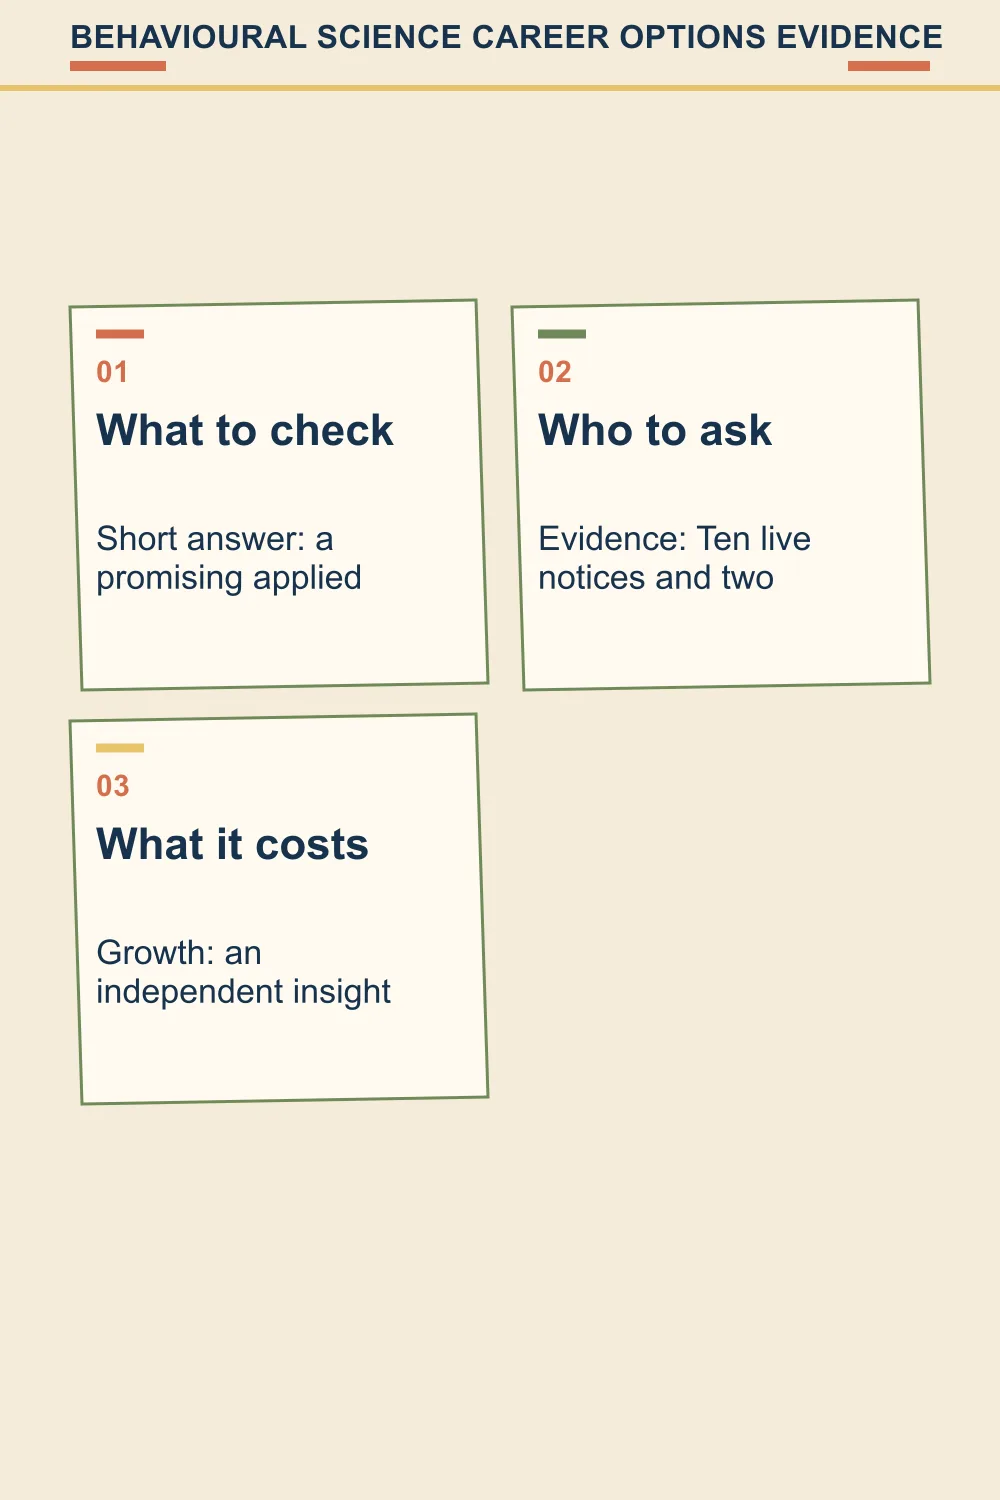 BEHAVIOURAL SCIENCE CAREER OPTIONS EVIDENCE
01
What to check
Short answer: a
promising applied
02
Who to ask
Evidence: Ten live
notices and two
03
What it costs
Growth: an
independent insight